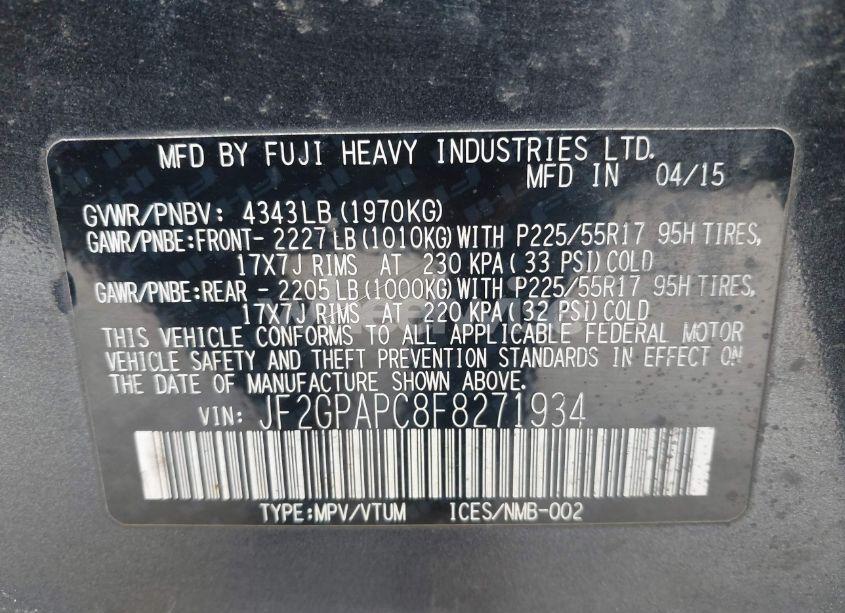 MFD BY FUJI HEAVY INDUSTRIES LTD.
MFD IN 04/15
GVWR/PNBV: 4343LB(1970KG)
GAWR/PNBE:FRONT- 2227LB(1010KG)WITH P225/55R17 95H TIRES,
17X7J RIMS AT 230 KPA( 33 PSI)COLD
GAWR/PNBE:REAR - 2205LB(1000KG)WITH P225/55R17 95H TIRES,
17X7J RIMS AT 220 KPA(32 PSI)COLD
THIS VEHICLE CONFORMS TO ALL APPLICABLE FEDERAL MOTOR
VEHICLE SAFETY AND THEFT PREVENTION STANDARDS IN EFFECT ON
THE DATE OF MANUFACTURE SHOWN ABOVE.
VIN: JF2GPAPC8F8271934
TYPE:MPV/VTUM ICES/NMB-002